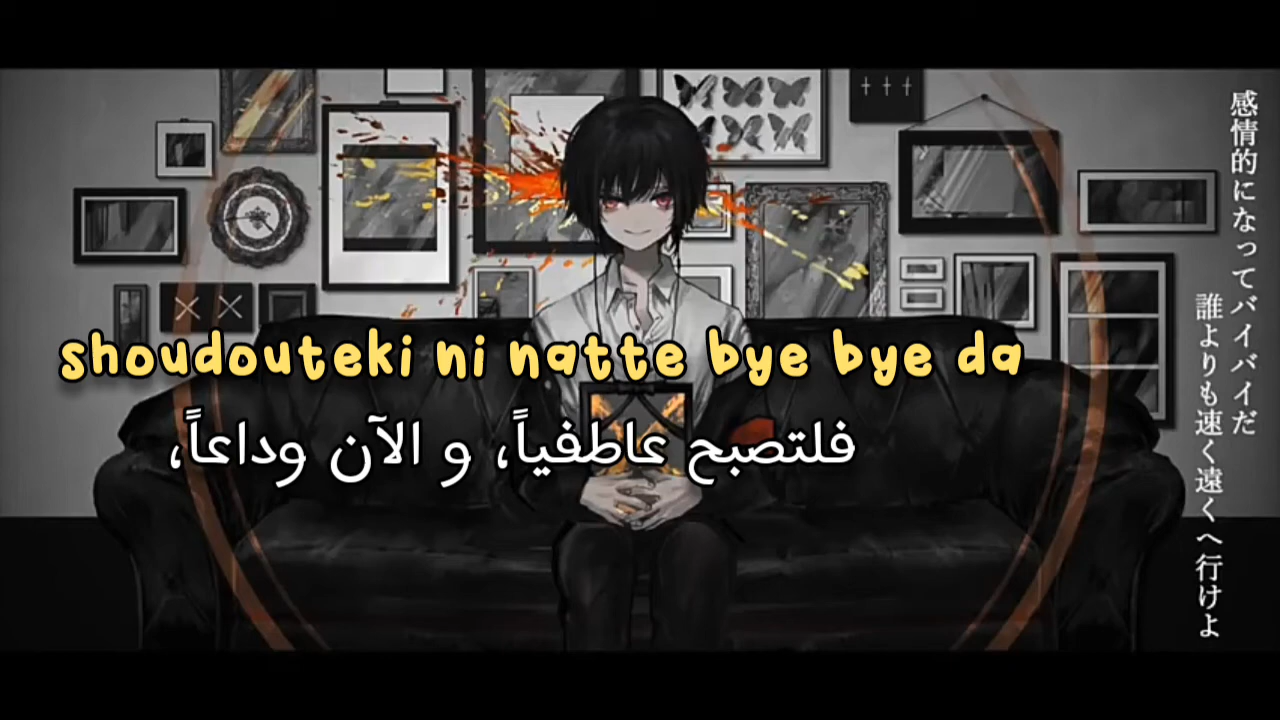 感情的になってバイバイだ
誰よりも速く遠くへ行けよ
shoudouteki ni natte bye bye da
فلتصبح عاطفياً، و الآن وداعاً،